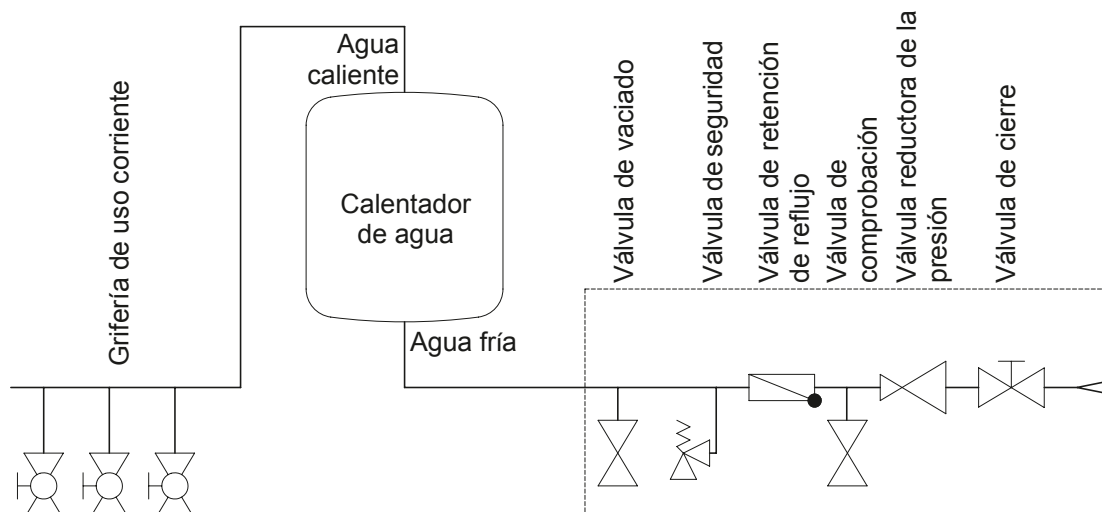 Grifería de uso corriente
Agua
caliente
Calentador
de agua
Agua fría
Válvula de vaciado
Válvula de seguridad
Válvula de retención
de reflujo
Válvula de
comprobación
Válvula reductora de la
presión
Válvula de cierre